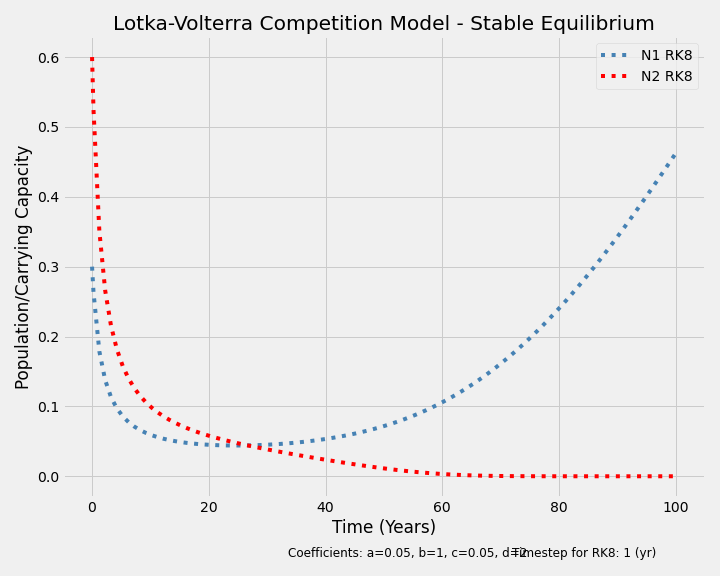 Lotka-Volterra Competition Model - Stable Equilibrium
N1 RK8
N2 RK8
Population/Carrying Capacity
0.6
0.5
0.4
0.3
0.2
0.1
0.0
0 20 40 60 80 100
Time (Years)
Coefficients: a=0.05, b=1, c=0.05, d=2
Timestep for RK8: 1 (yr)